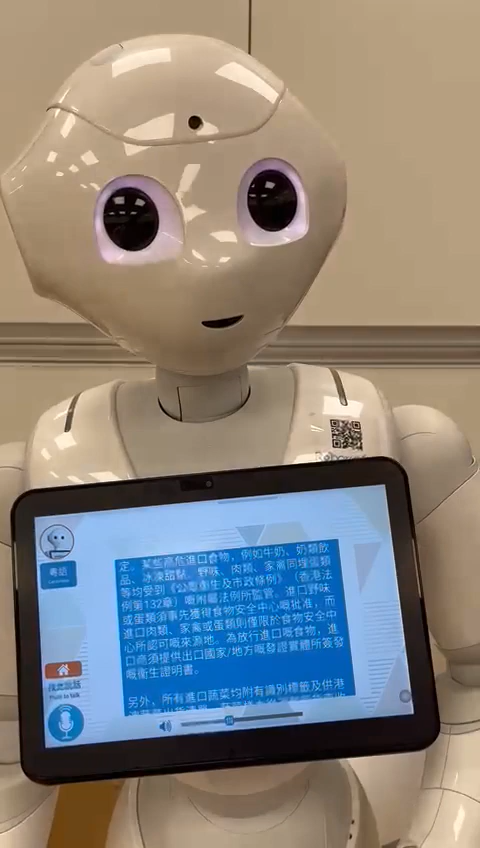 定。某些高危進口食物，例如牛奶、奶類飲
品、冰凍甜點、野味、肉類、家禽同埋蛋類
等均受到《公眾衛生及市政條例》（香港法
例第132章）嘅附屬法例所監管。進口野味
或蛋類須事先獲得食物安全中心嘅批准，而
進口肉類、家禽或蛋類則僅限於食物安全中
心所認可嘅來源地。為放行進口嘅食物，進
口商須提供出口國家/地方嘅發證實體所簽發
嘅衞生證明書。
另外，所有進口蔬菜均附有識別標籤及供港
粵語
Cantonese
按此說話
Push to talk